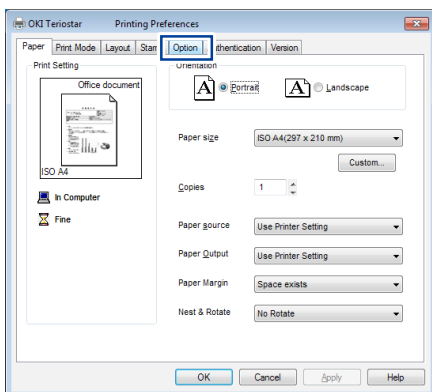 OKI Teriostar Printing Preferences
Paper Print Mode Layout Option Version
Print Setting
Office document
ISO A4
In Computer
Fine
Orientation
A Portrait A Landscape
Paper size ISO A4(297 x 210 mm)
Custom...
Copies 1
Paper source Use Printer Setting
Paper Output Use Printer Setting
Paper Margin Space exists
Nest & Rotate No Rotate
OK Cancel Apply Help